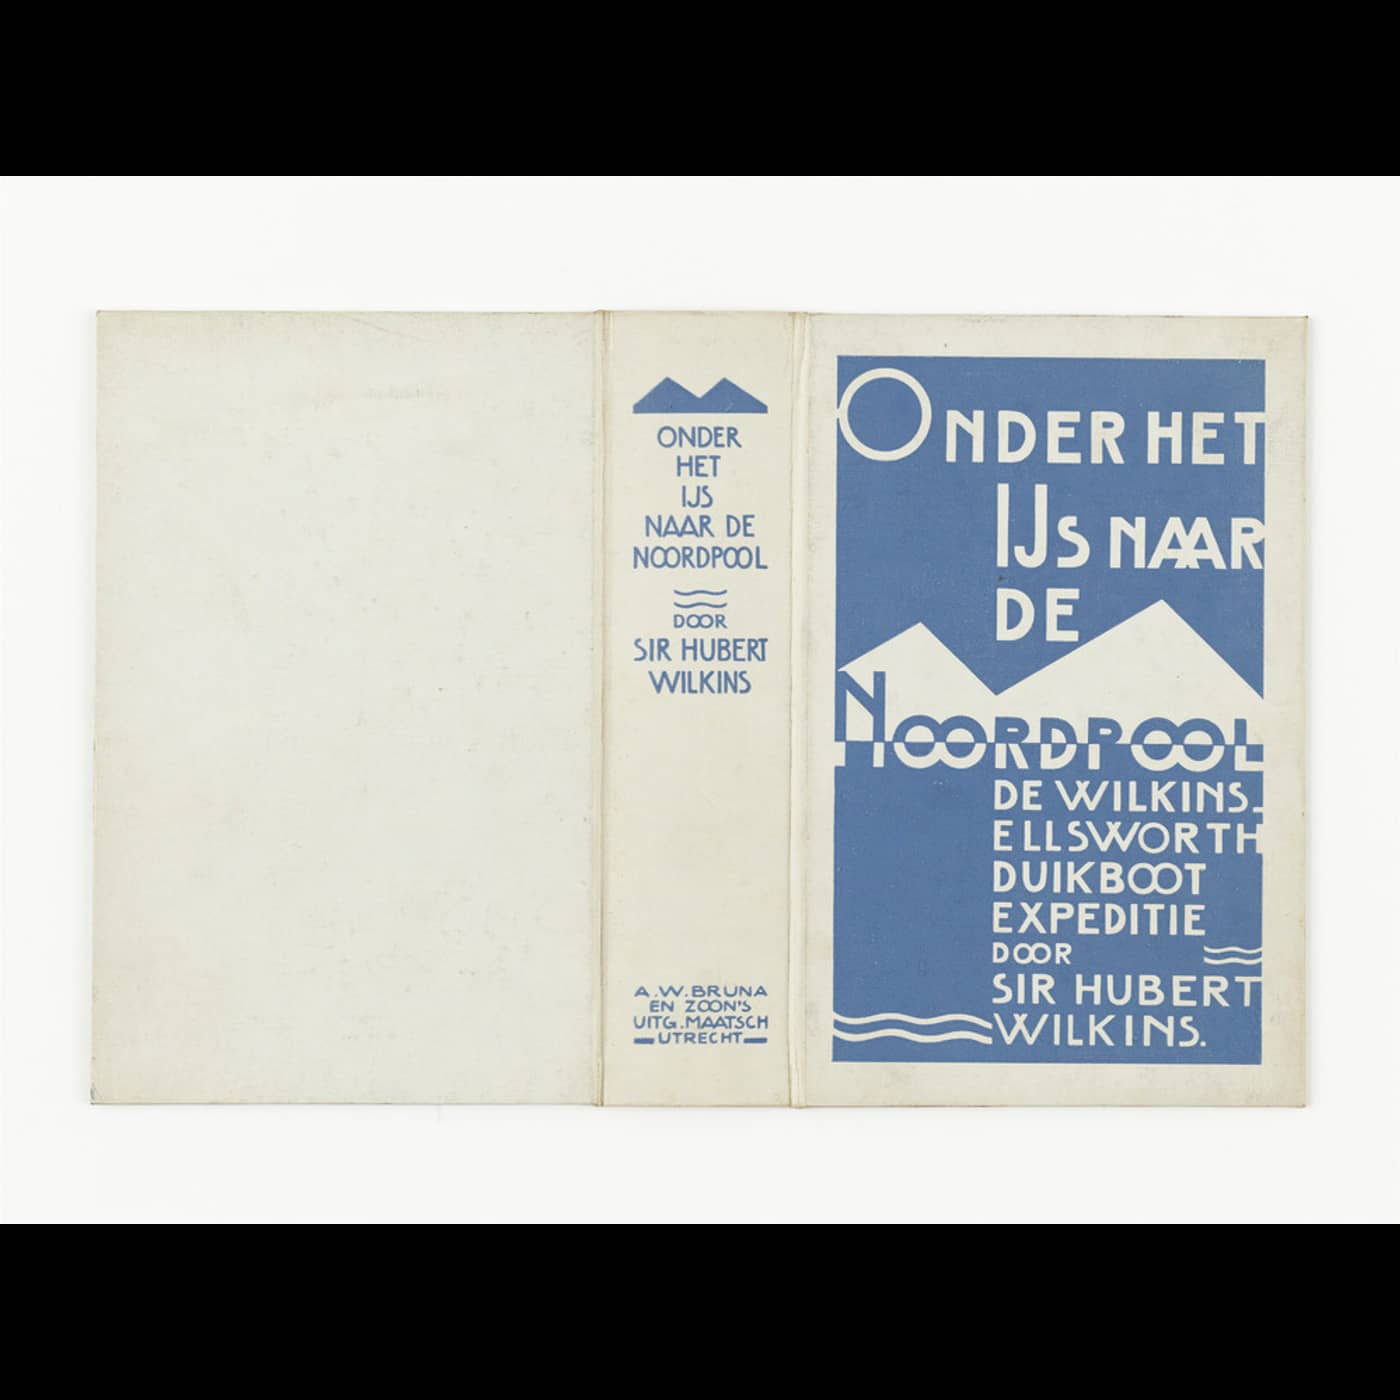 ONDER
HET
IJS
NAAR DE
NOORDPOOL
DOOR
SIR HUBERT
WILKINS
A.W.BRUNA
EN ZOON'S
UITG.MAATSCH
UTRECHT
ONDER HET
IJS NAAR
DE
NOORDPOOL
DE WILKINS-
ELLSWORTH
DUIKBOOT
EXPEDITIE
DOOR
SIR HUBERT
WILKINS.